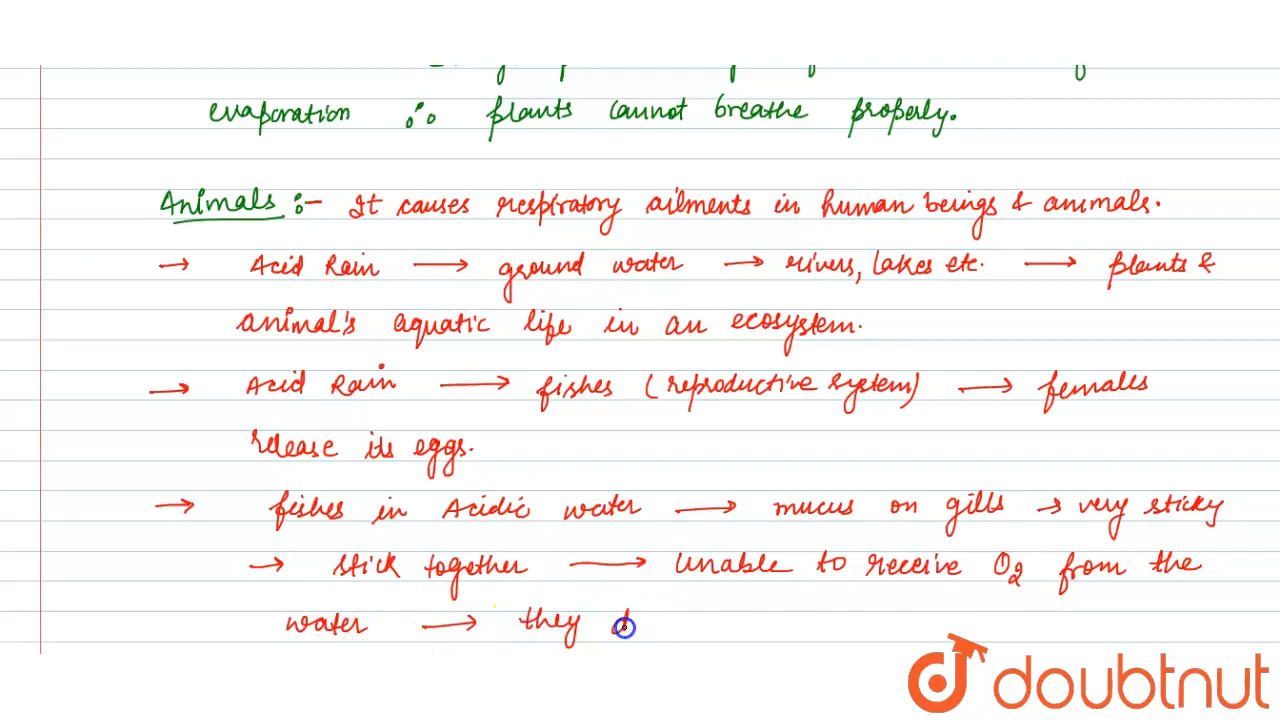 evaporation ∴ plants cannot breathe properly.
Animals :- It causes respiratory ailments in human beings & animals.
→ Acid Rain → ground water → rivers, lakes etc. → plants &
animal's aquatic life in an ecosystem.
→ Acid Rain → fishes (reproductive system) → females
release its eggs.
→ fishes in Acidic water → mucus on gills → very sticky
→ stick together → unable to receive O2 from the
water → they d
doubtnut